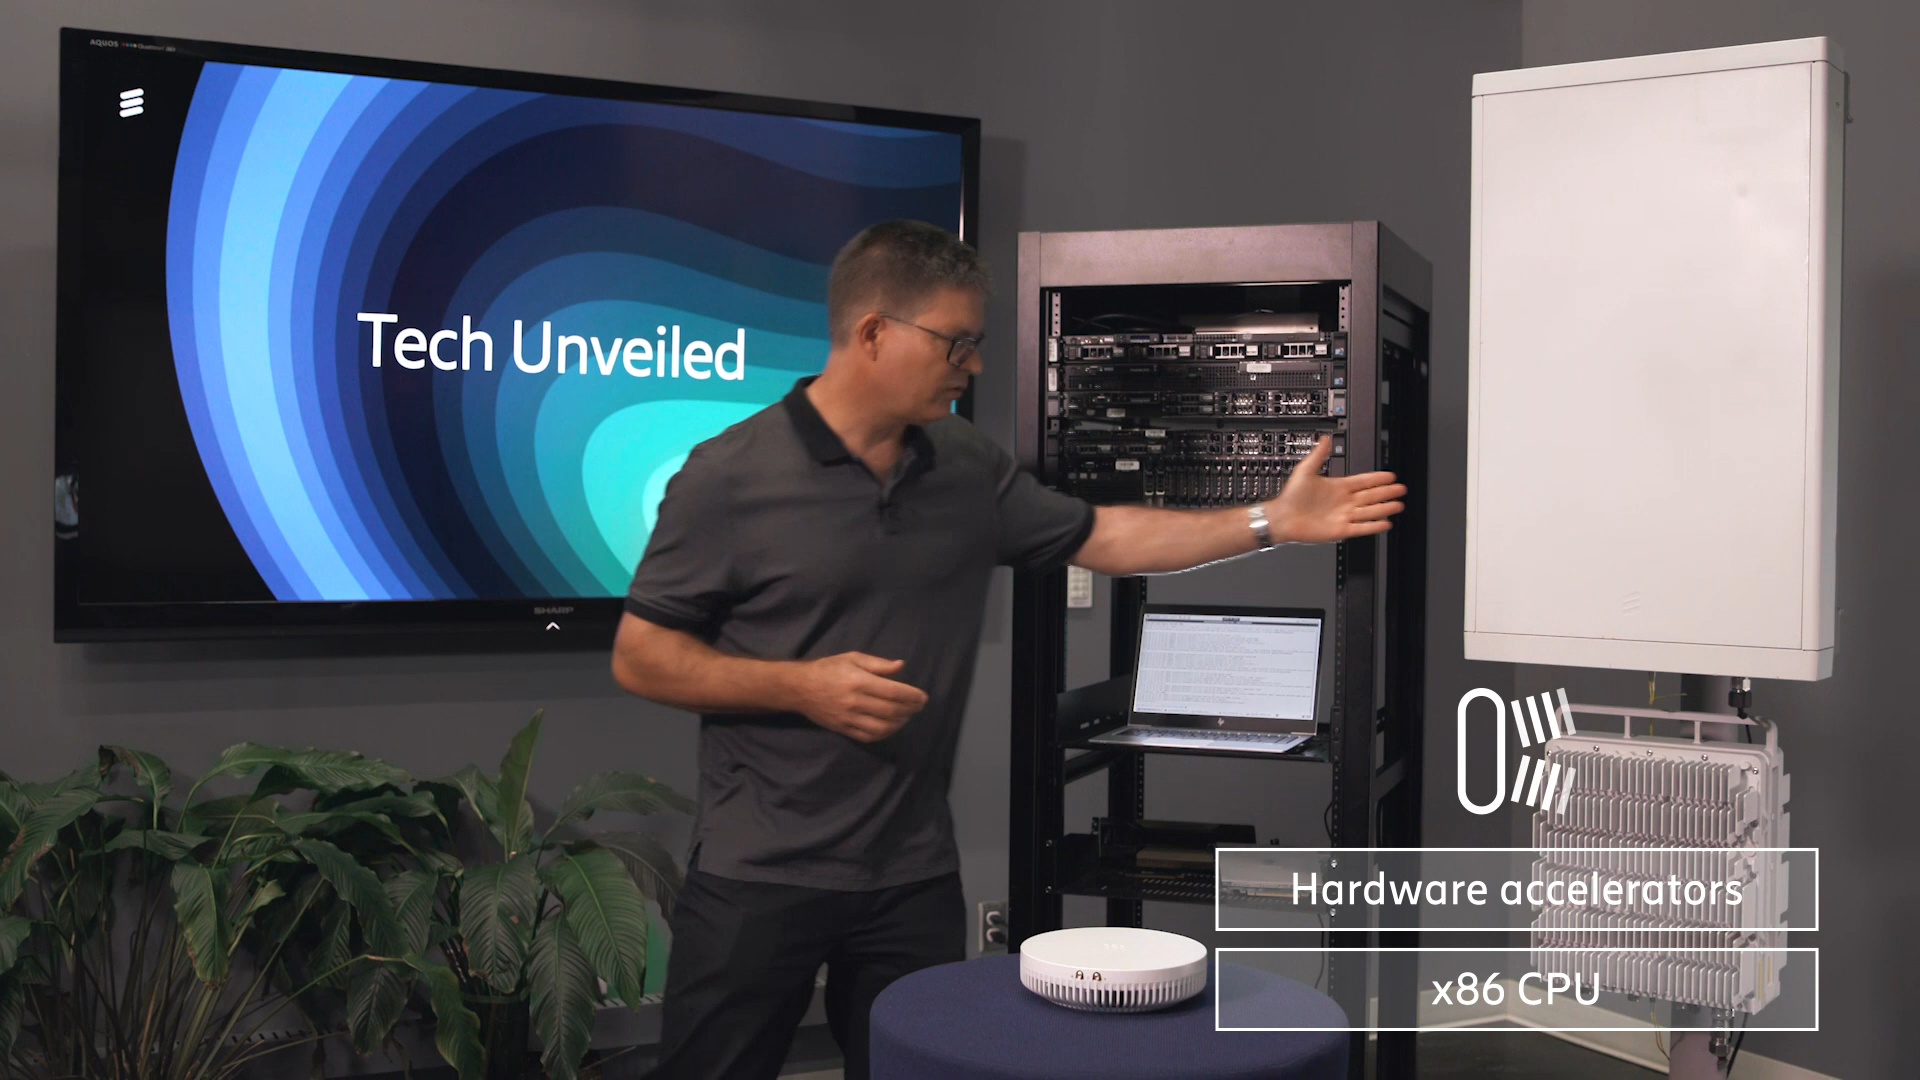 AQUOS
Tech Unveiled
SHARP
Hardware accelerators
x86 CPU